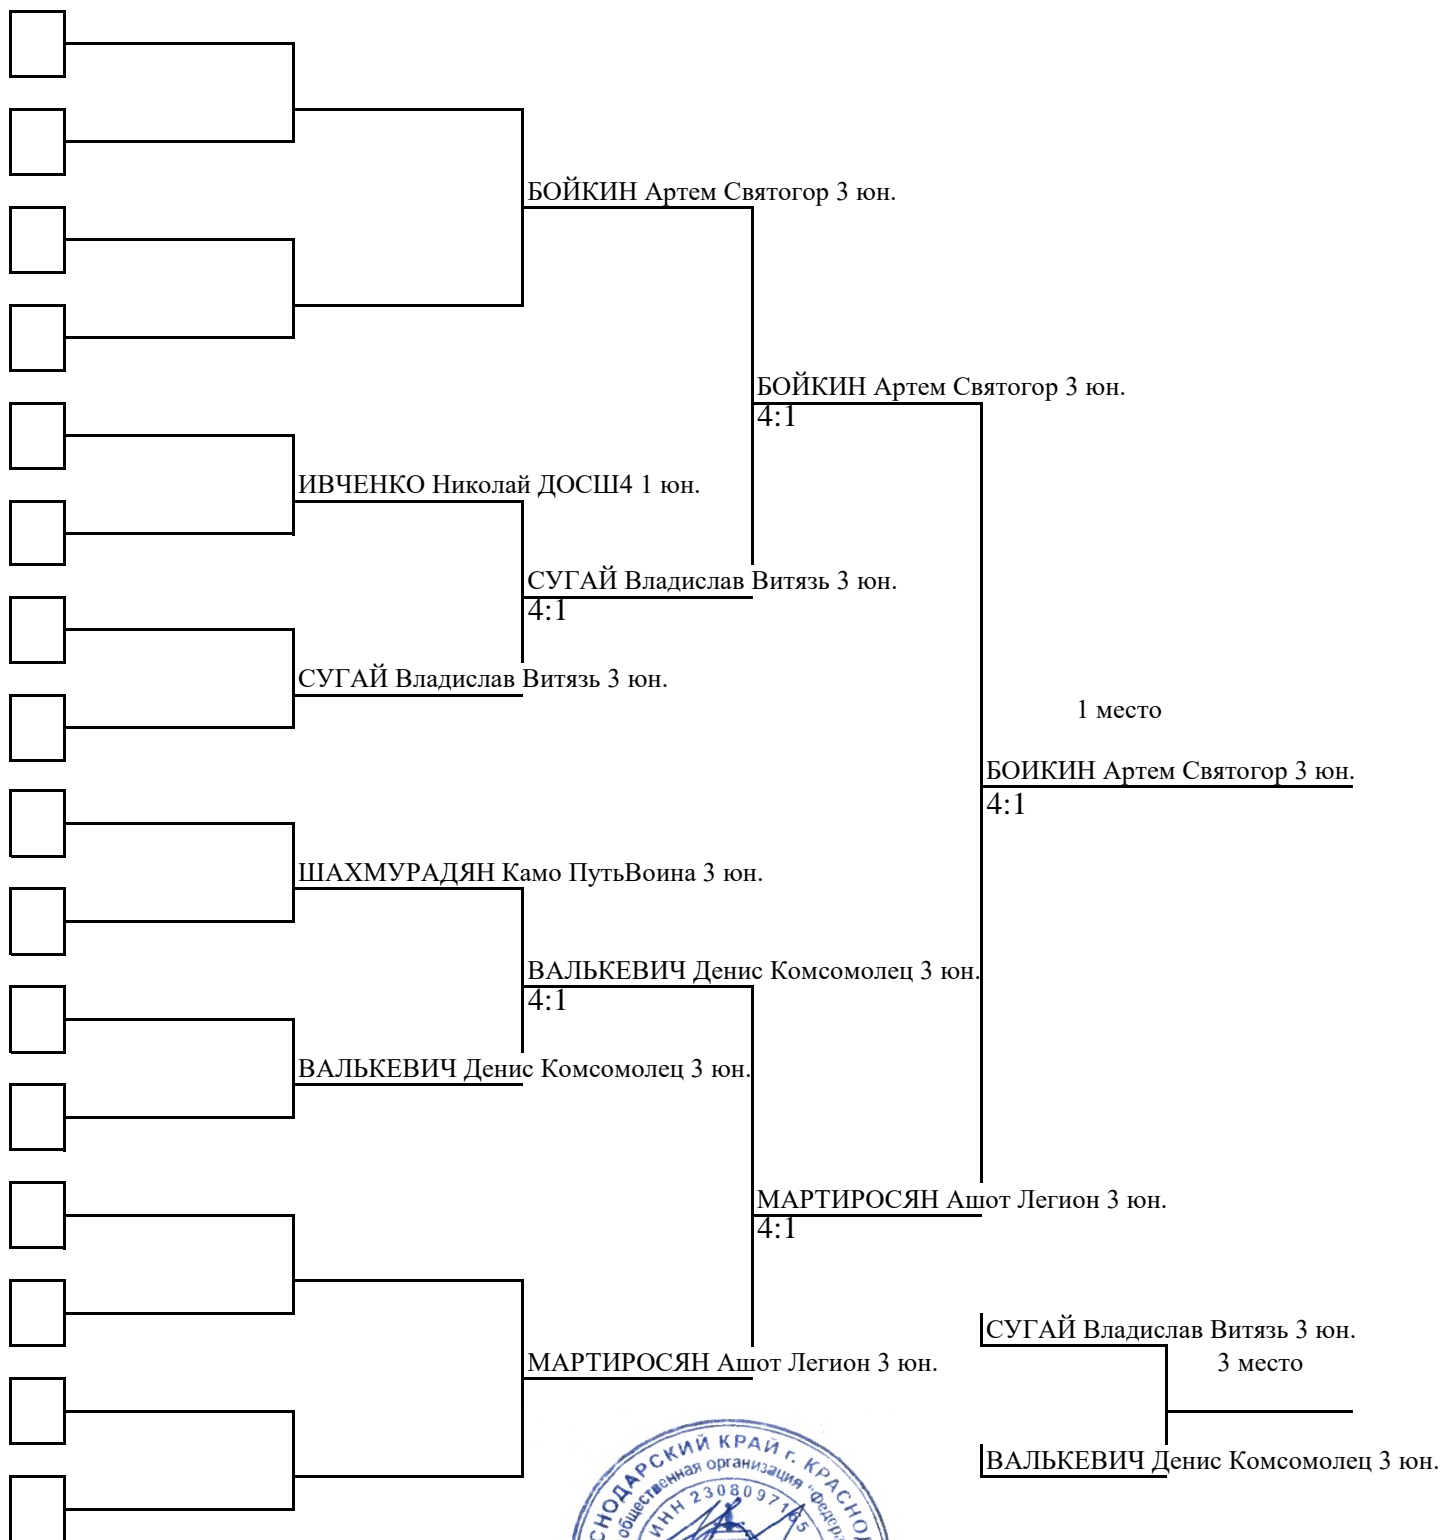 БОЙКИН Артем Святогор 3 юн.
БОЙКИН Артем Святогор 3 юн.
4:1
ИВЧЕНКО Николай ДОСШ4 1 юн.
СУГАЙ Владислав Витязь 3 юн.
4:1
СУГАЙ Владислав Витязь 3 юн.
1 место
БОИКИН Артем Святогор 3 юн.
4:1
ШАХМУРАДЯН Камо ПутьВоина 3 юн.
ВАЛЬКЕВИЧ Денис Комсомолец 3 юн.
4:1
ВАЛЬКЕВИЧ Денис Комсомолец 3 юн.
МАРТИРОСЯН Ашот Легион 3 юн.
4:1
СУГАЙ Владислав Витязь 3 юн.
МАРТИРОСЯН Ашот Легион 3 юн.
3 место
ВАЛЬКЕВИЧ Денис Комсомолец 3 юн.
КРАЙ г.
общественная организация
ИНН 2308097165